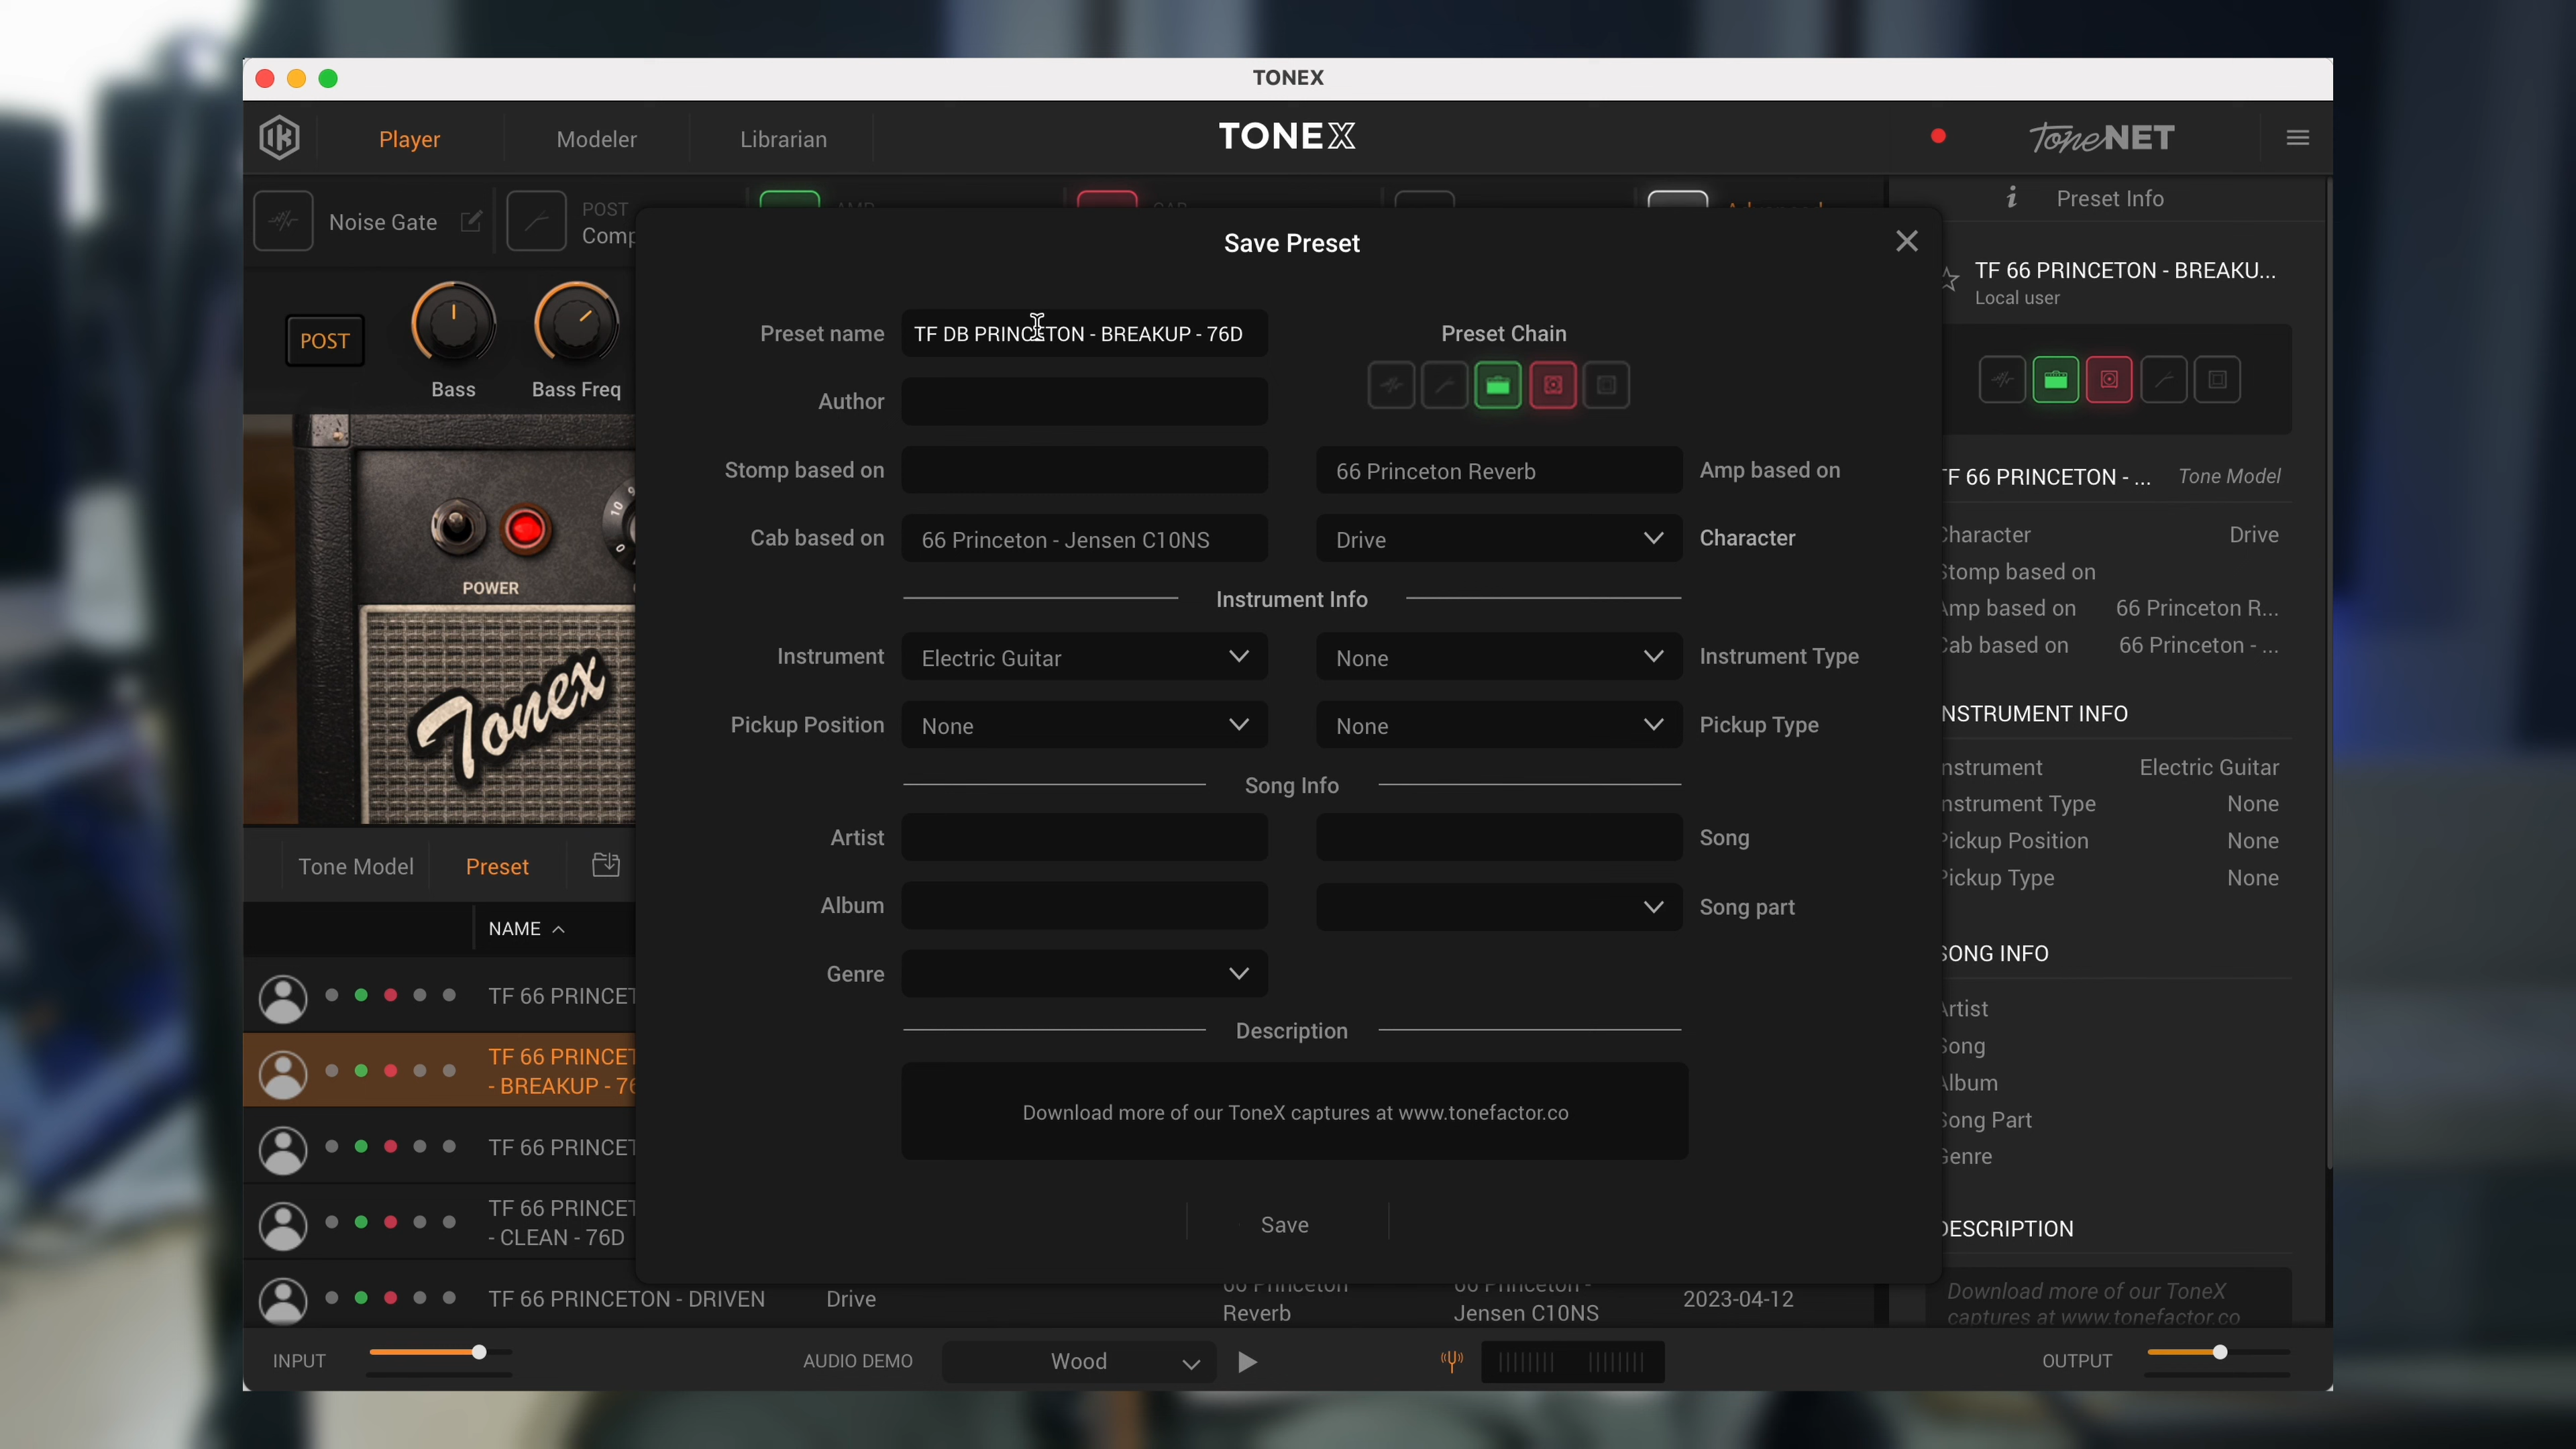 TONEX
Player
Modeler
Librarian
TONEX
ToneNET
Noise Gate
POST
Comp
i
Preset Info
Save Preset
TF 66 PRINCETON - BREAKU...
Local user
POST
Bass
Bass Freq
Preset name
TF DB PRINCETON - BREAKUP - 76D
Preset Chain
Author
Stomp based on
66 Princeton Reverb
Amp based on
Cab based on
66 Princeton - Jensen C10NS
Drive
Character
Instrument Info
Instrument
Electric Guitar
None
Instrument Type
Pickup Position
None
None
Pickup Type
Song Info
Artist
Song
Album
Song part
Genre
Description
Download more of our ToneX captures at www.tonefactor.co
Save
F 66 PRINCETON - ...
Tone Model
Drive
66 Princeton R...
66 Princeton - ...
Electric Guitar
None
None
None
POWER
10
0
Tonex
Tone Model
Preset
NAME
TF 66 PRINCET
TF 66 PRINCET
- BREAKUP - 76
TF 66 PRINCET
TF 66 PRINCET
- CLEAN - 76D
TF 66 PRINCETON - DRIVEN
Drive
Reverb
Jensen C10NS
2023-04-12
Download more of our ToneX
captures at www.tonefactor.co
INPUT
AUDIO DEMO
Wood
OUTPUT